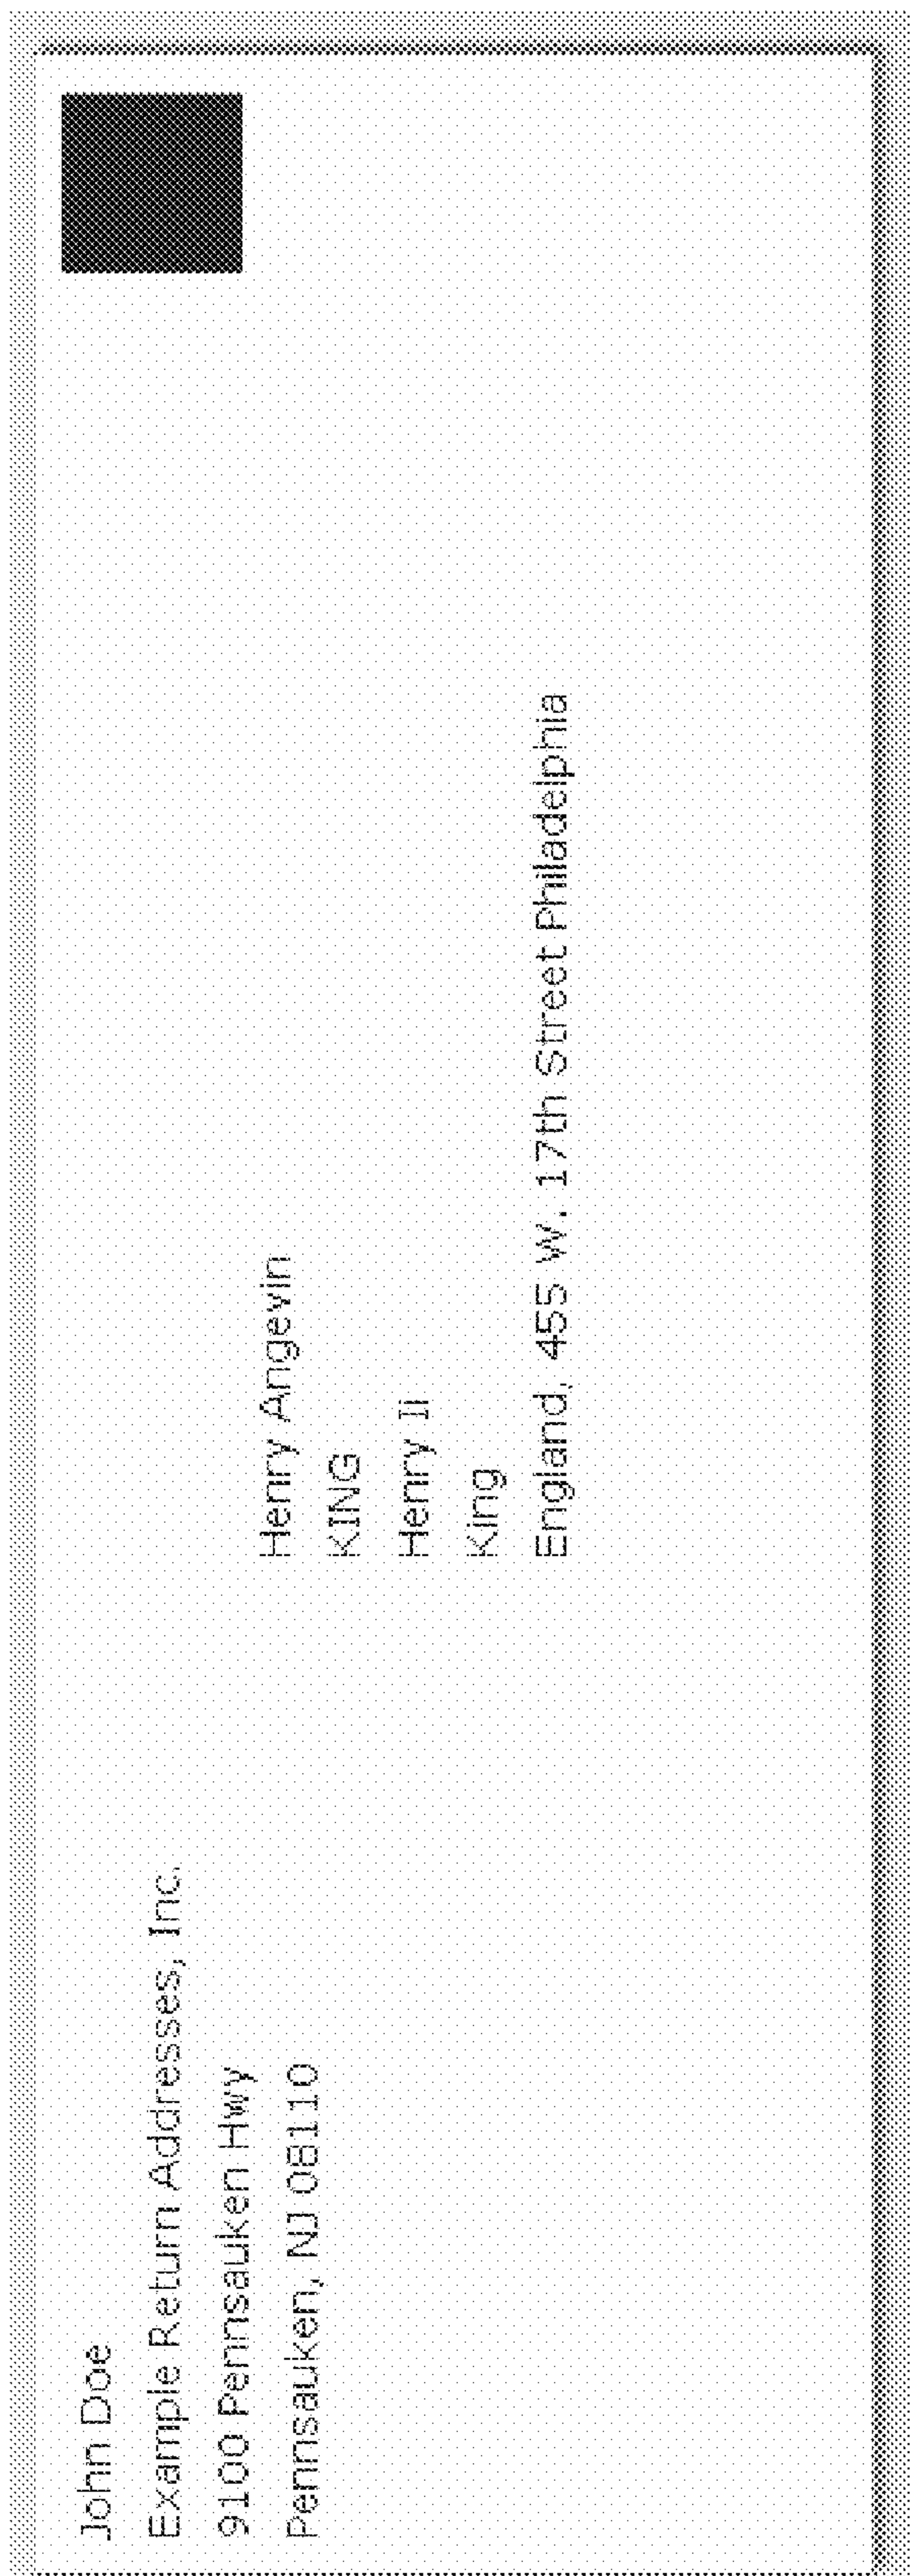 John Doe
Example Return Addresses, Inc.
9100 Pennsauken Hwy
Pennsauken, NJ 08110
Henry Angevin
KING
Henry Ii
King
England, 455 W. 17th Street Philadelphia